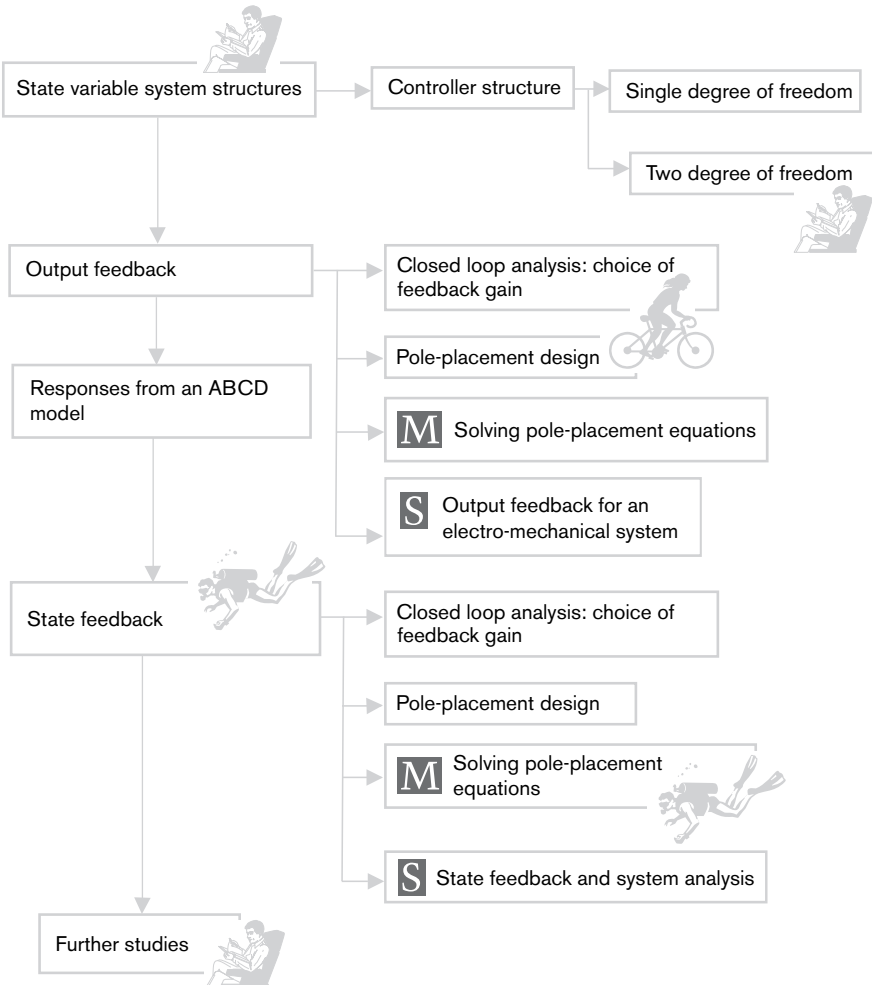 State variable system structures
Controller structure
Single degree of freedom
Two degree of freedom
Output feedback
Closed loop analysis: choice of
feedback gain
Pole-placement design
Responses from an ABCD
model
M Solving pole-placement equations
S Output feedback for an
electro-mechanical system
State feedback
Closed loop analysis: choice of
feedback gain
Pole-placement design
M Solving pole-placement
equations
S State feedback and system analysis
Further studies